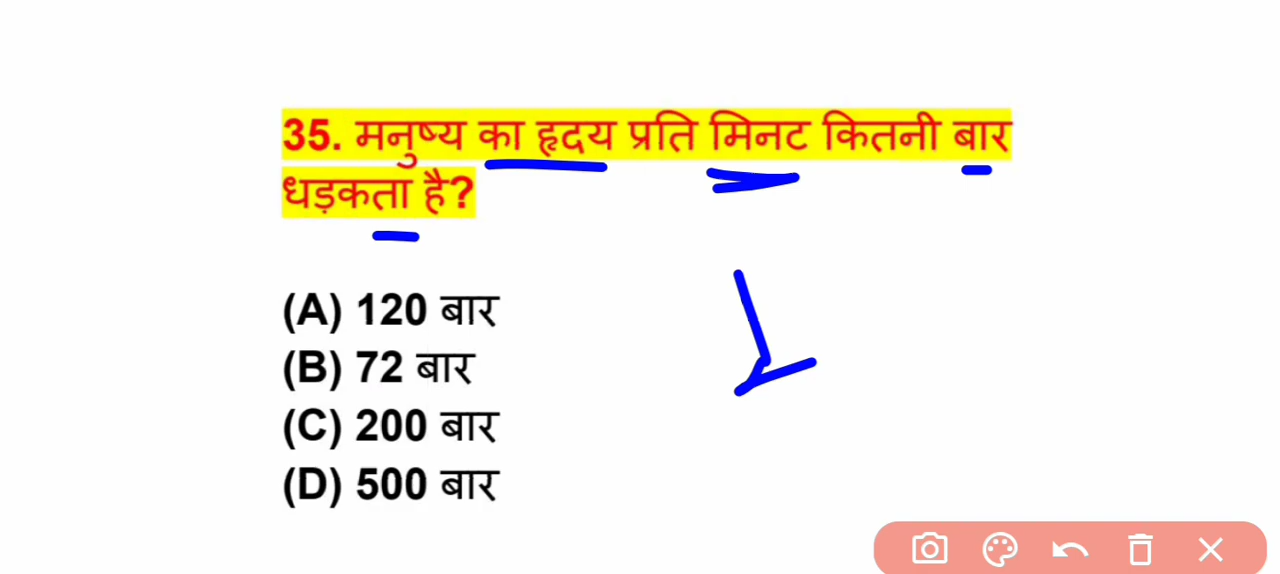 35. मनुष्य का हृदय प्रति मिनट कितनी बार
धड़कता है?
(A) 120 बार
(B) 72 बार
(C) 200 बार
(D) 500 बार